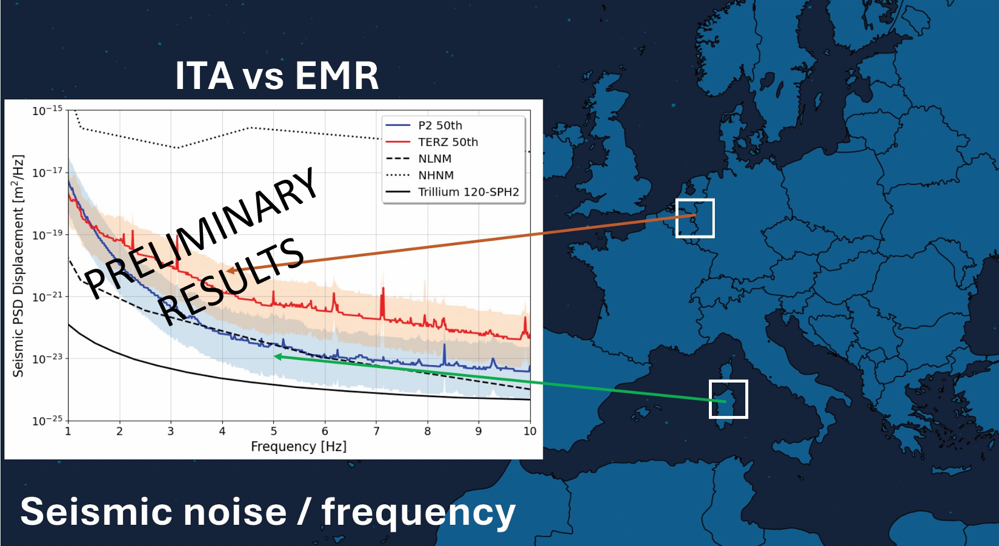 ITA vs EMR
10⁻¹⁵
10⁻¹⁷
10⁻¹⁹
10⁻²¹
10⁻²³
10⁻²⁵
Seismic PSD Displacement [m²/Hz]
P2 50th
TERZ 50th
NLNM
NHNM
Trillium 120-SPH2
PRELIMINARY
RESULTS
1 2 3 4 5 6 7 8 9 10
Frequency [Hz]
Seismic noise / frequency